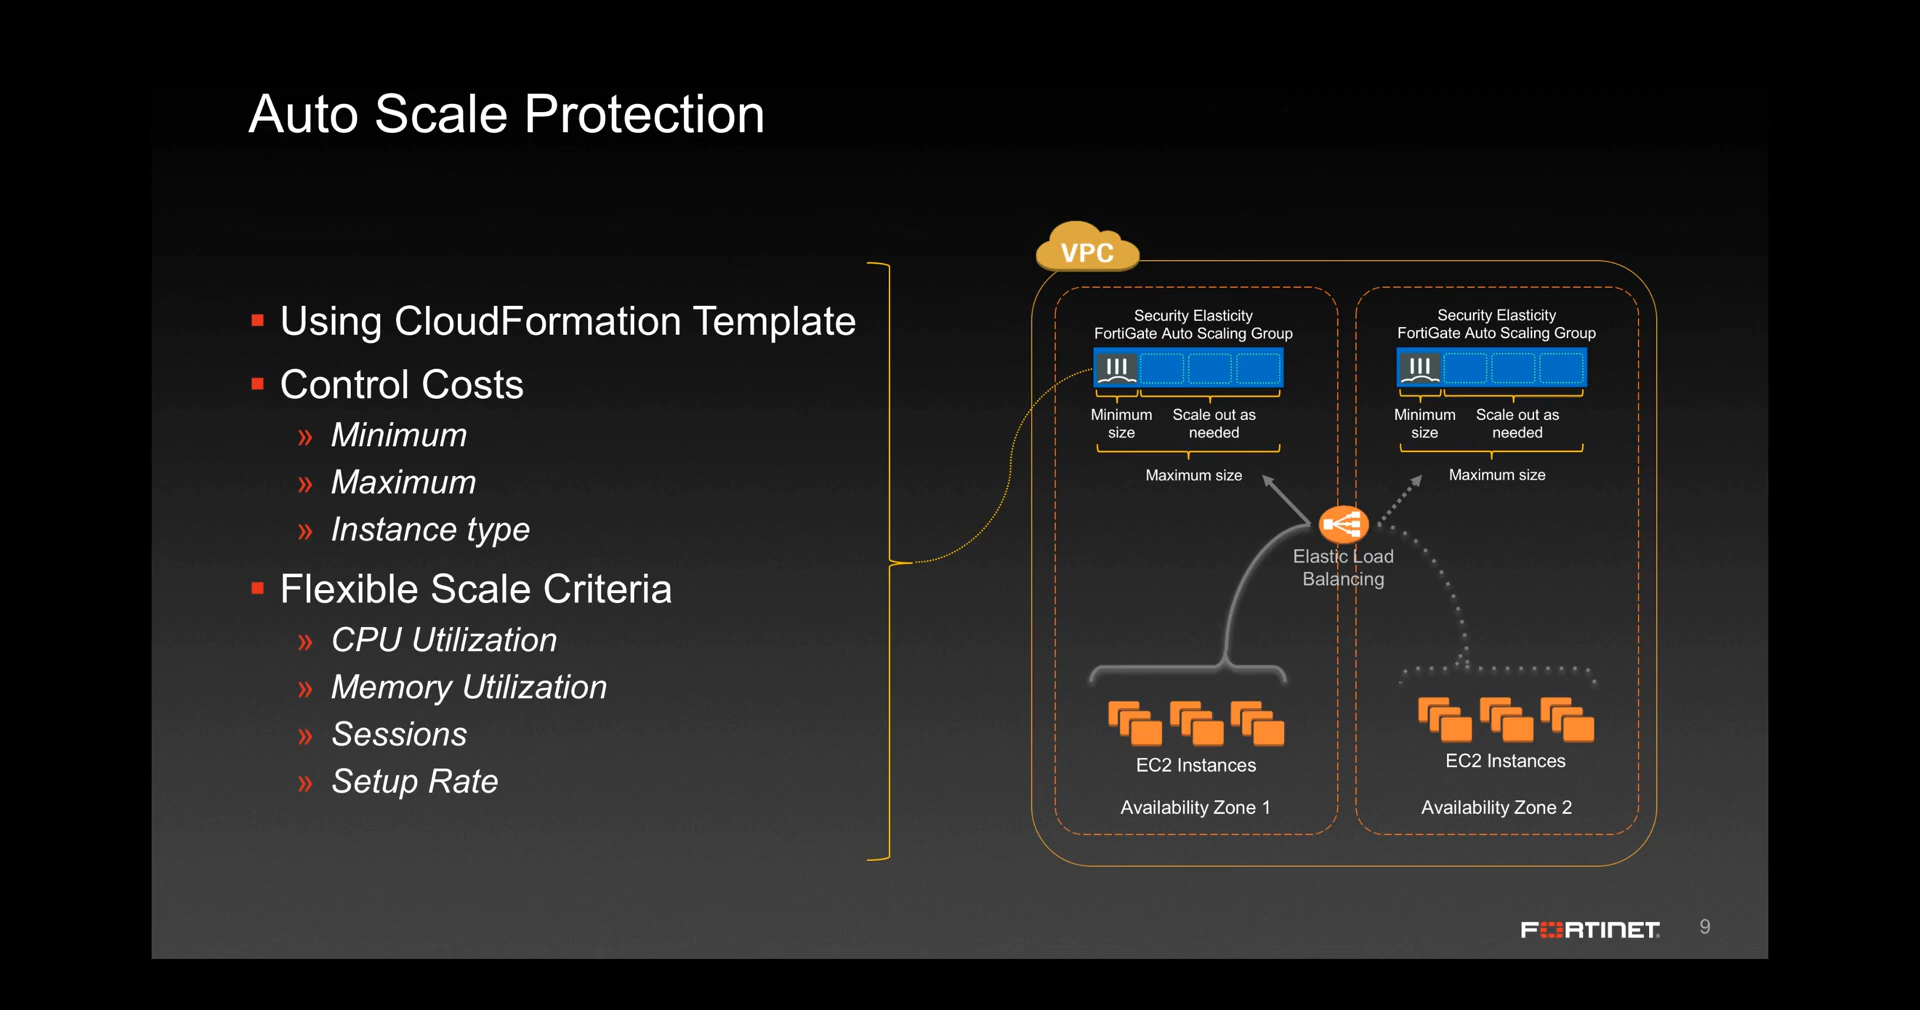 Auto Scale Protection
Using CloudFormation Template
Control Costs
» Minimum
» Maximum
» Instance type
Flexible Scale Criteria
» CPU Utilization
» Memory Utilization
» Sessions
» Setup Rate
VPC
Security Elasticity
FortiGate Auto Scaling Group
Minimum
size
Scale out as
needed
Maximum size
Security Elasticity
FortiGate Auto Scaling Group
Minimum
size
Scale out as
needed
Maximum size
Elastic Load
Balancing
EC2 Instances
Availability Zone 1
EC2 Instances
Availability Zone 2
FORTINET
9